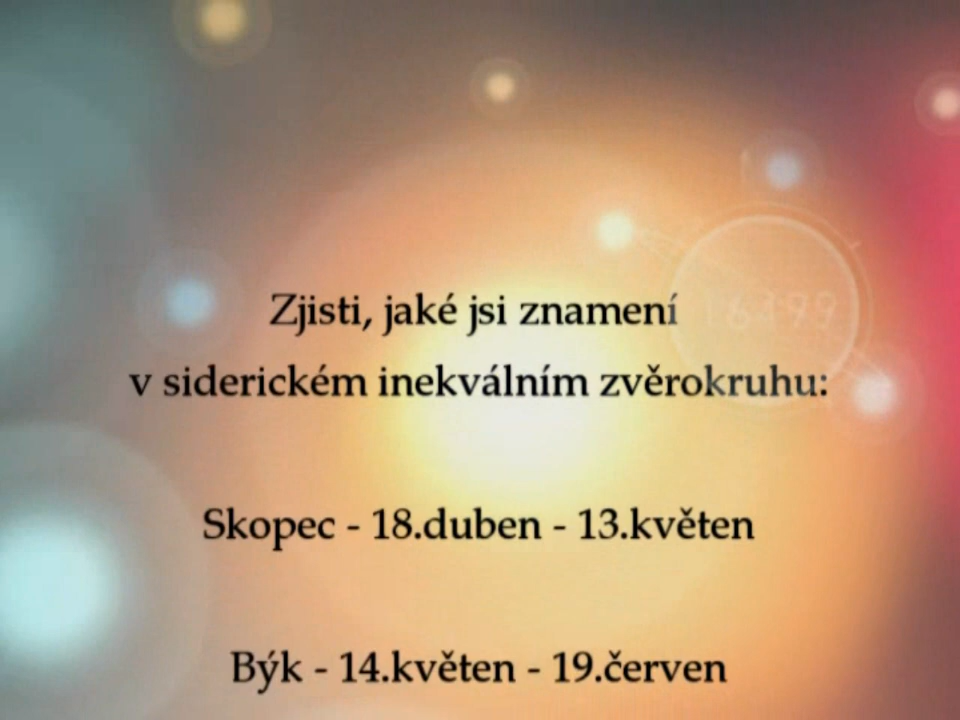 Zjisti, jaké jsi znamení
v siderickém inekválním zvěrokruhu:
Skopec - 18.duben - 13.květen
Býk - 14.květen - 19.červen